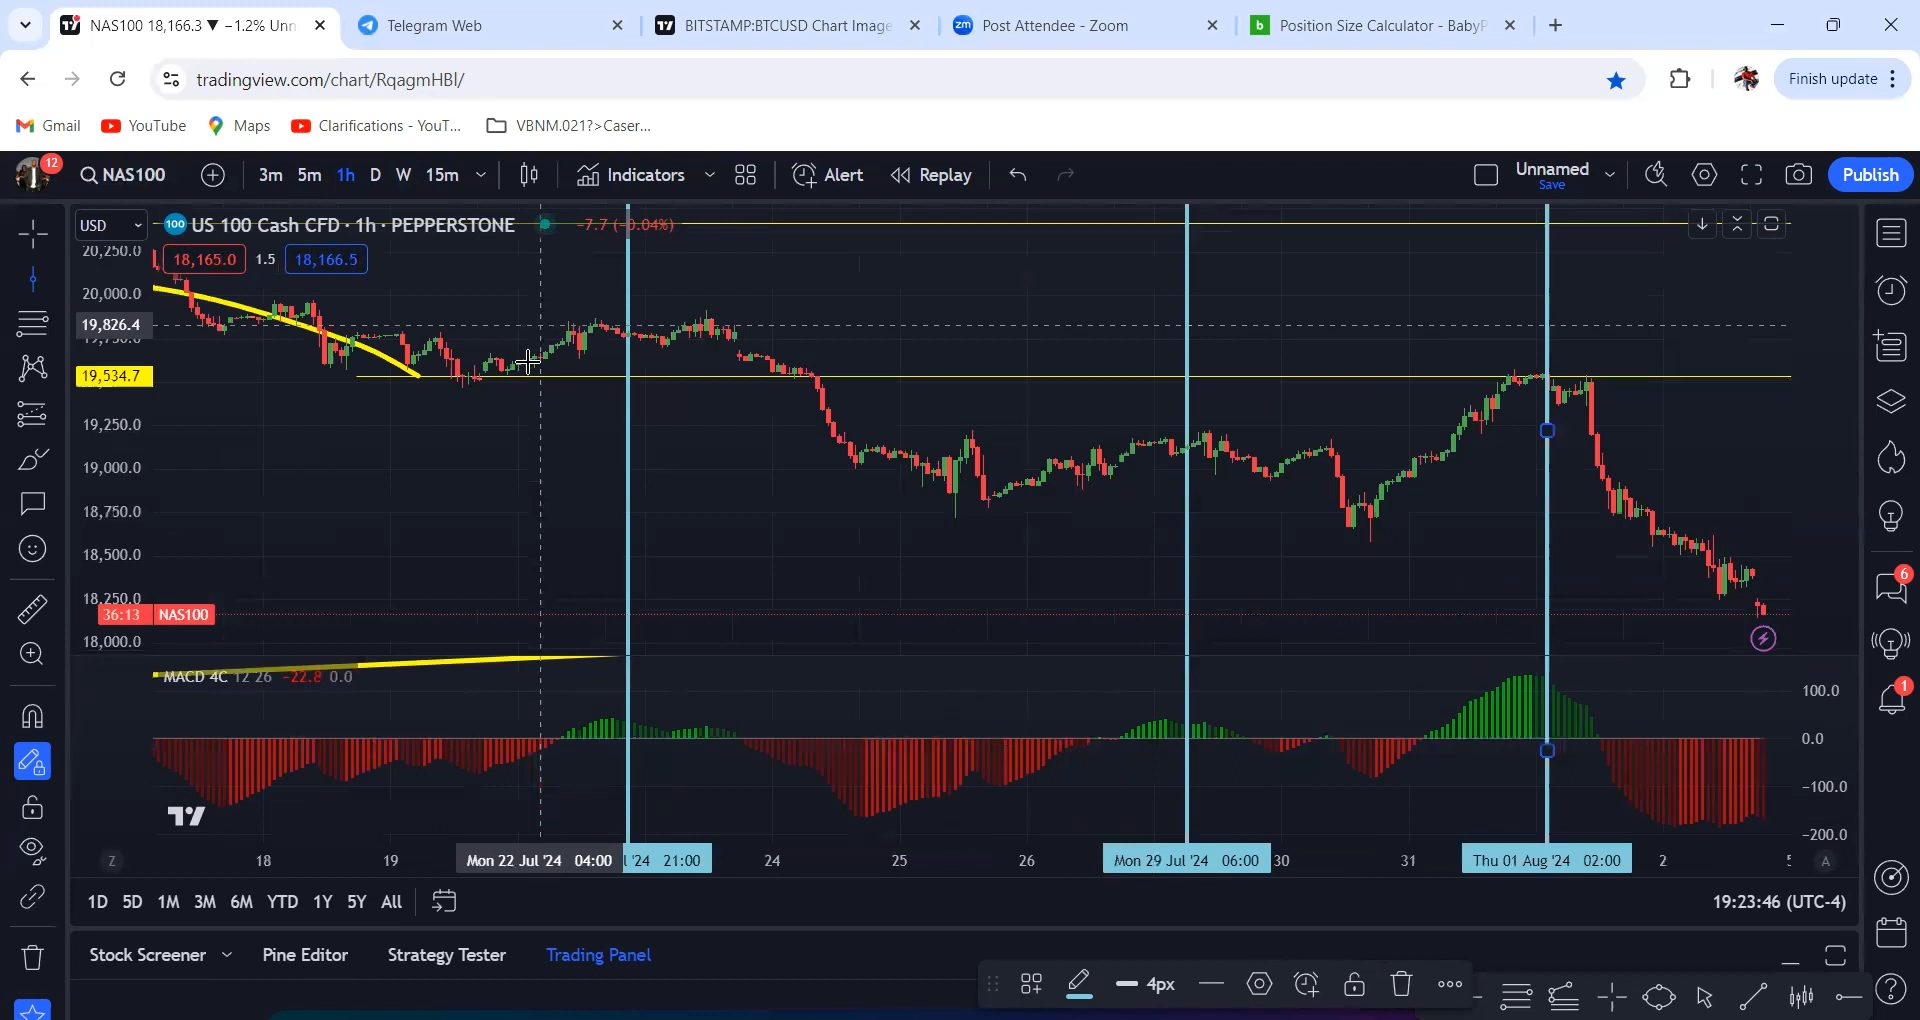 NAS100 18,166.3 ▼ −1.2% Unn
Telegram Web
BITSTAMP:BTCUSD Chart Image
zm Post Attendee - Zoom
b Position Size Calculator - BabyP
tradingview.com/chart/RqagmHBl/
Finish update
Gmail YouTube Maps Clarifications - YouT... VBNM.021?>Caser...
12
NAS100 3m 5m 1h D W 15m Indicators Alert Replay Unnamed Publish
Save
USD 100 US 100 Cash CFD · 1h · PEPPERSTONE −7.7 (−0.04%)
18,165.0 1.5 18,166.5
20,250.0
20,000.0
19,826.4
19,750.0
19,534.7
19,250.0
19,000.0
18,750.0
18,500.0
18,250.0
36:13 NAS100
18,000.0
6
1
MACD 4C 12 26 −22.8 0.0
100.0
0.0
−100.0
−200.0
Z 18 19 Mon 22 Jul '24 04:00 '24 21:00 24 25 26 Mon 29 Jul '24 06:00 30 31 Thu 01 Aug '24 02:00 2 A
1D 5D 1M 3M 6M YTD 1Y 5Y All 19:23:46 (UTC-4)
Stock Screener Pine Editor Strategy Tester Trading Panel
4px